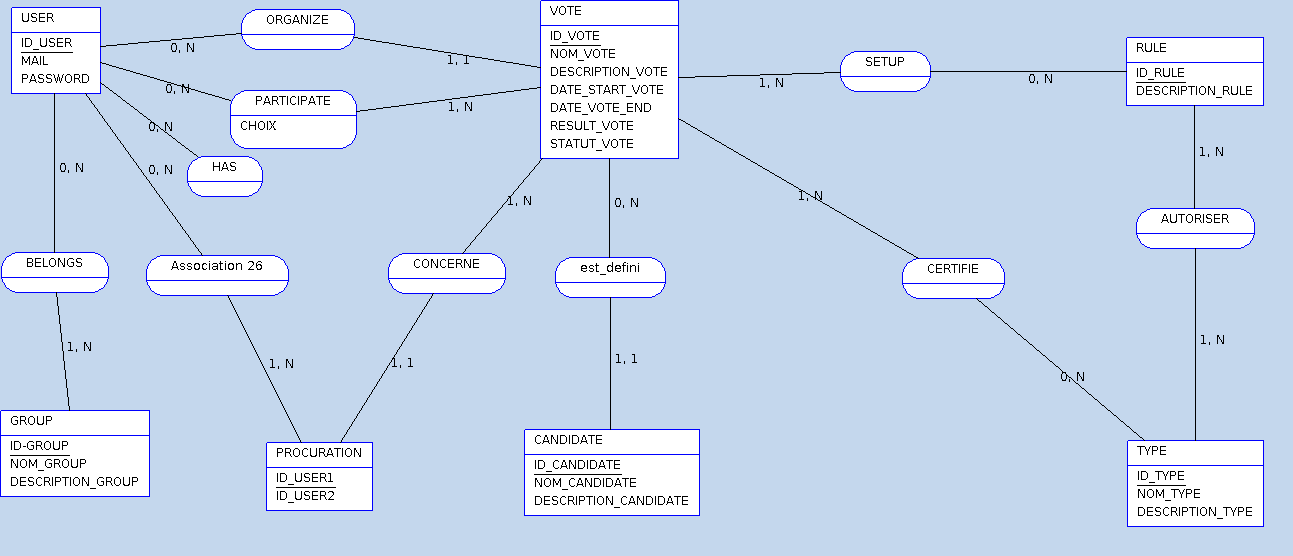 USER
ID_USER
MAIL
PASSWORD
ORGANIZE
0, N
1, 1
PARTICIPATE
CHOIX
0, N
1, N
HAS
0, N
VOTE
ID_VOTE
NOM_VOTE
DESCRIPTION_VOTE
DATE_START_VOTE
DATE_VOTE_END
RESULT_VOTE
STATUT_VOTE
SETUP
1, N
0, N
RULE
ID_RULE
DESCRIPTION_RULE
0, N
0, N
1, N
0, N
1, N
1, N
AUTORISER
BELONGS
Association 26
CONCERNE
est_defini
CERTIFIE
1, N
1, N
1, 1
1, 1
0, N
1, N
GROUP
ID-GROUP
NOM_GROUP
DESCRIPTION_GROUP
PROCURATION
ID_USER1
ID_USER2
CANDIDATE
ID_CANDIDATE
NOM_CANDIDATE
DESCRIPTION_CANDIDATE
TYPE
ID_TYPE
NOM_TYPE
DESCRIPTION_TYPE